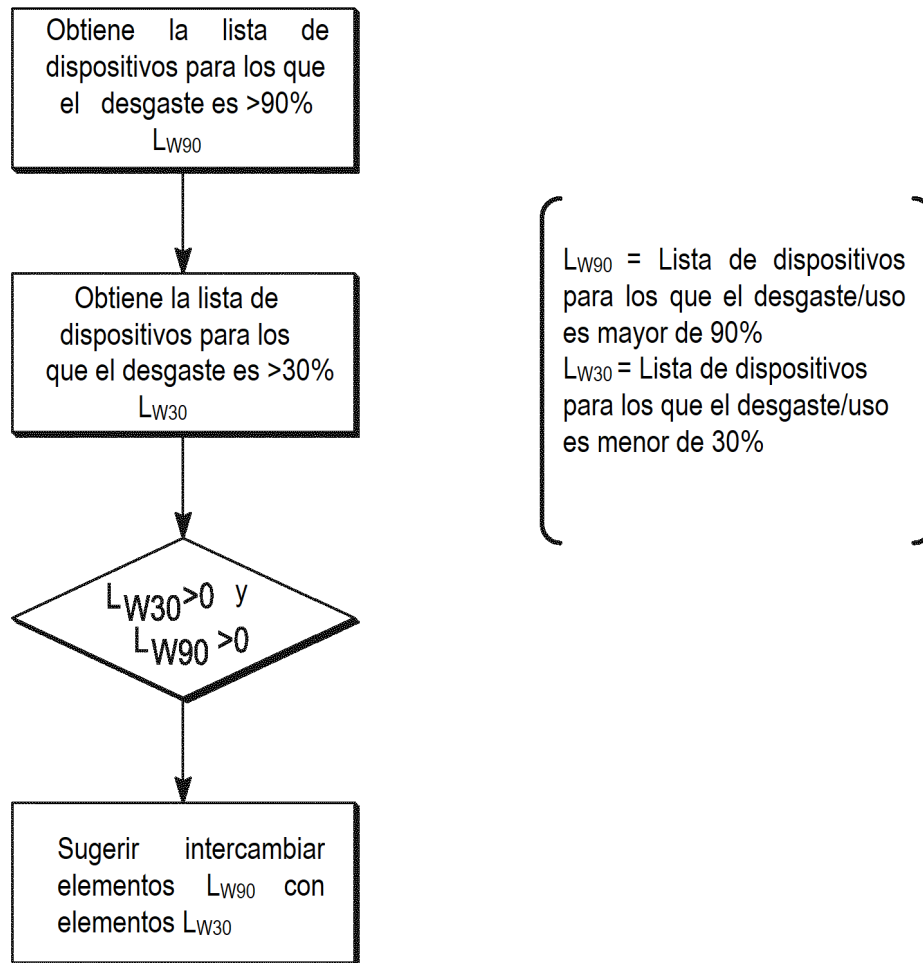 Obtiene la lista de
dispositivos para los que
el desgaste es >90%
LW90
Obtiene la lista de
dispositivos para los
que el desgaste es >30%
LW30
LW30>0 y
LW90 >0
Sugerir intercambiar
elementos LW90 con
elementos LW30
LW90 = Lista de dispositivos
para los que el desgaste/uso
es mayor de 90%
LW30 = Lista de dispositivos
para los que el desgaste/uso
es menor de 30%